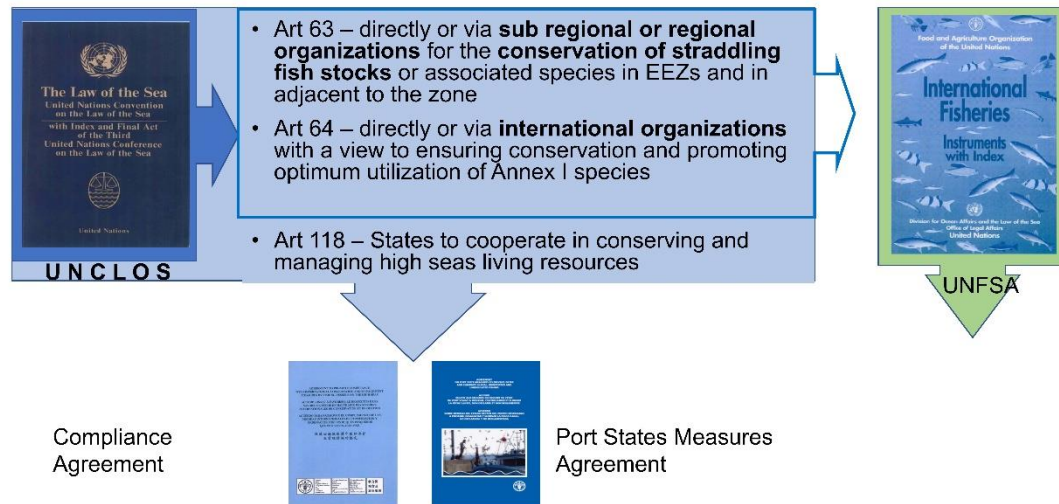 The Law of the Sea
United Nations Convention
on the Law of the Sea
with Index and Final Act
of the Third
United Nations Conference
on the Law of the Sea
United Nations
UNCLOS
• Art 63 – directly or via sub regional or regional
organizations for the conservation of straddling
fish stocks or associated species in EEZs and in
adjacent to the zone
• Art 64 – directly or via international organizations
with a view to ensuring conservation and promoting
optimum utilization of Annex I species
• Art 118 – States to cooperate in conserving and
managing high seas living resources
Food and Agriculture Organization
of the United Nations
International
Fisheries
Instruments
with Index
Division for Ocean Affairs and the Law of the Sea
Office of Legal Affairs
United Nations
UNFSA
Compliance
Agreement
Port States Measures
Agreement